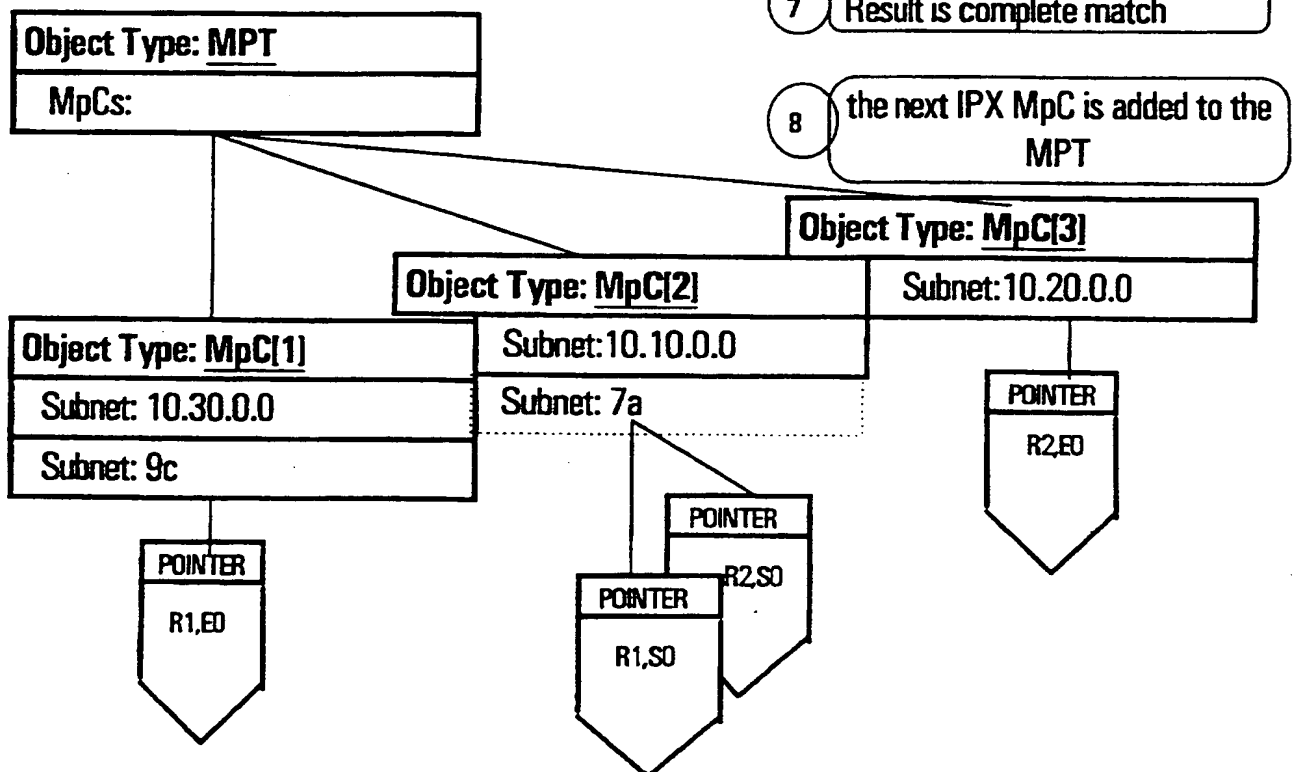 7 Result is complete match
Object Type: MPT
MpCs:
8 the next IPX MpC is added to the
MPT
Object Type: MpC[3]
Subnet:10.20.0.0
Object Type: MpC[2]
Subnet:10.10.0.0
Subnet: 7a
Object Type: MpC[1]
Subnet: 10.30.0.0
Subnet: 9c
POINTER
R2,E0
POINTER
R2,S0
POINTER
R1,E0
POINTER
R1,S0